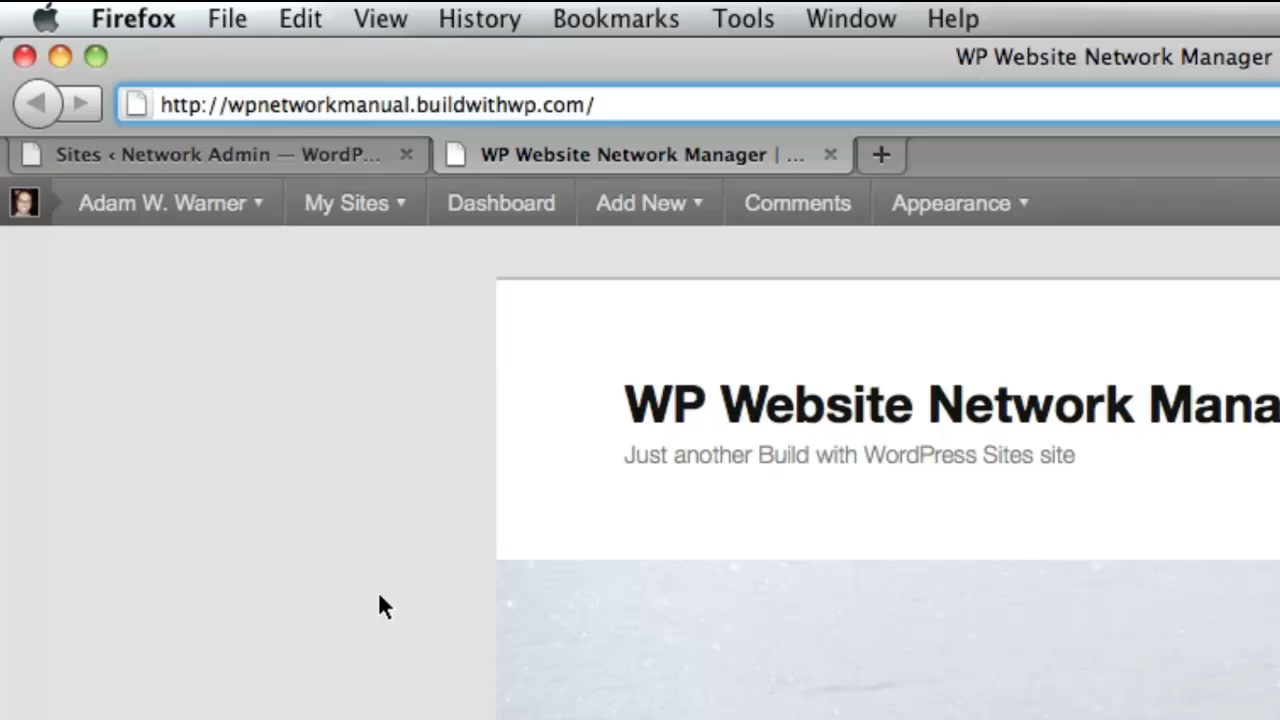 Firefox File Edit View History Bookmarks Tools Window Help
WP Website Network Manager
http://wpnetworkmanual.buildwithwp.com/
Sites ‹ Network Admin — WordP... WP Website Network Manager | ...
Adam W. Warner My Sites Dashboard Add New Comments Appearance
WP Website Network Mana
Just another Build with WordPress Sites site